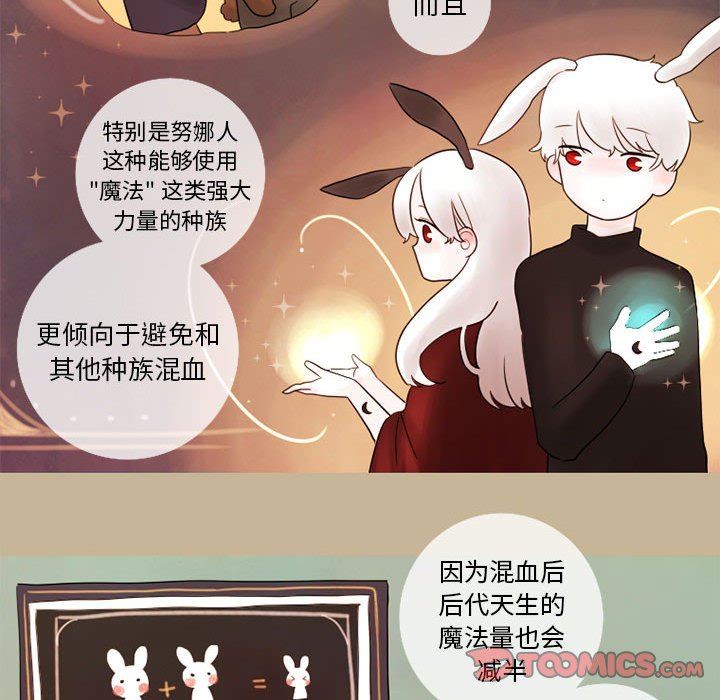 而且
特别是努娜人
这种能够使用
"魔法" 这类强大
力量的种族
更倾向于避免和
其他种族混血
因为混血后
后代天生的
魔法量也会
减半
TOOMICS.COM
+ =